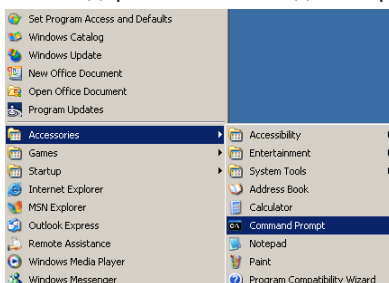 Set Program Access and Defaults
Windows Catalog
Windows Update
New Office Document
Open Office Document
Program Updates
Accessories
Games
Startup
Internet Explorer
MSN Explorer
Outlook Express
Remote Assistance
Windows Media Player
Windows Messenger
Accessibility
Entertainment
System Tools
Address Book
Calculator
Command Prompt
Notepad
Paint
Program Compatibility Wizard